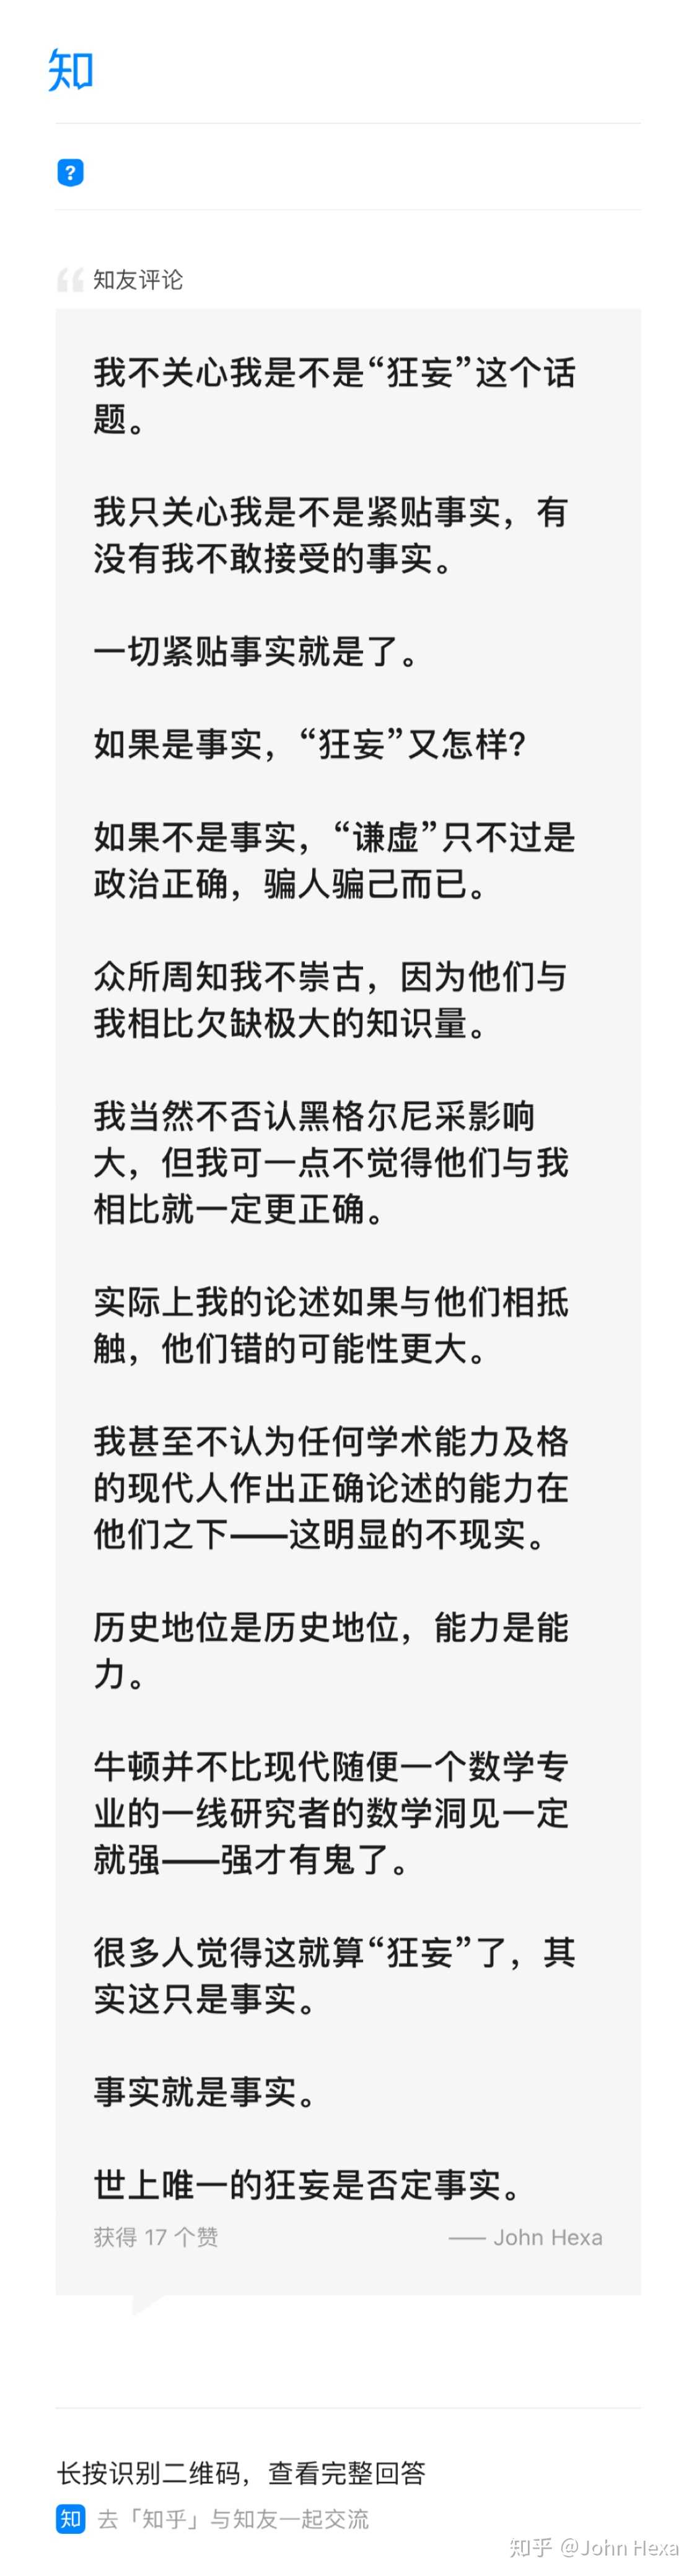 知
?
知友评论
我不关心我是不是“狂妄”这个话
题。
我只关心我是不是紧贴事实，有
没有我不敢接受的事实。
一切紧贴事实就是了。
如果是事实，“狂妄”又怎样?
如果不是事实，“谦虚”只不过是
政治正确，骗人骗己而已。
众所周知我不崇古，因为他们与
我相比欠缺极大的知识量。
我当然不否认黑格尔尼采影响
大，但我可一点不觉得他们与我
相比就一定更正确。
实际上我的论述如果与他们相抵
触，他们错的可能性更大。
我甚至不认为任何学术能力及格
的现代人作出正确论述的能力在
他们之下——这明显的不现实。
历史地位是历史地位，能力是能
力。
牛顿并不比现代随便一个数学专
业的一线研究者的数学洞见一定
就强——强才有鬼了。
很多人觉得这就算“狂妄”了，其
实这只是事实。
事实就是事实。
世上唯一的狂妄是否定事实。
获得 17 个赞 —— John Hexa
长按识别二维码，查看完整回答
知 去「知乎」与知友一起交流
知乎 @John Hexa